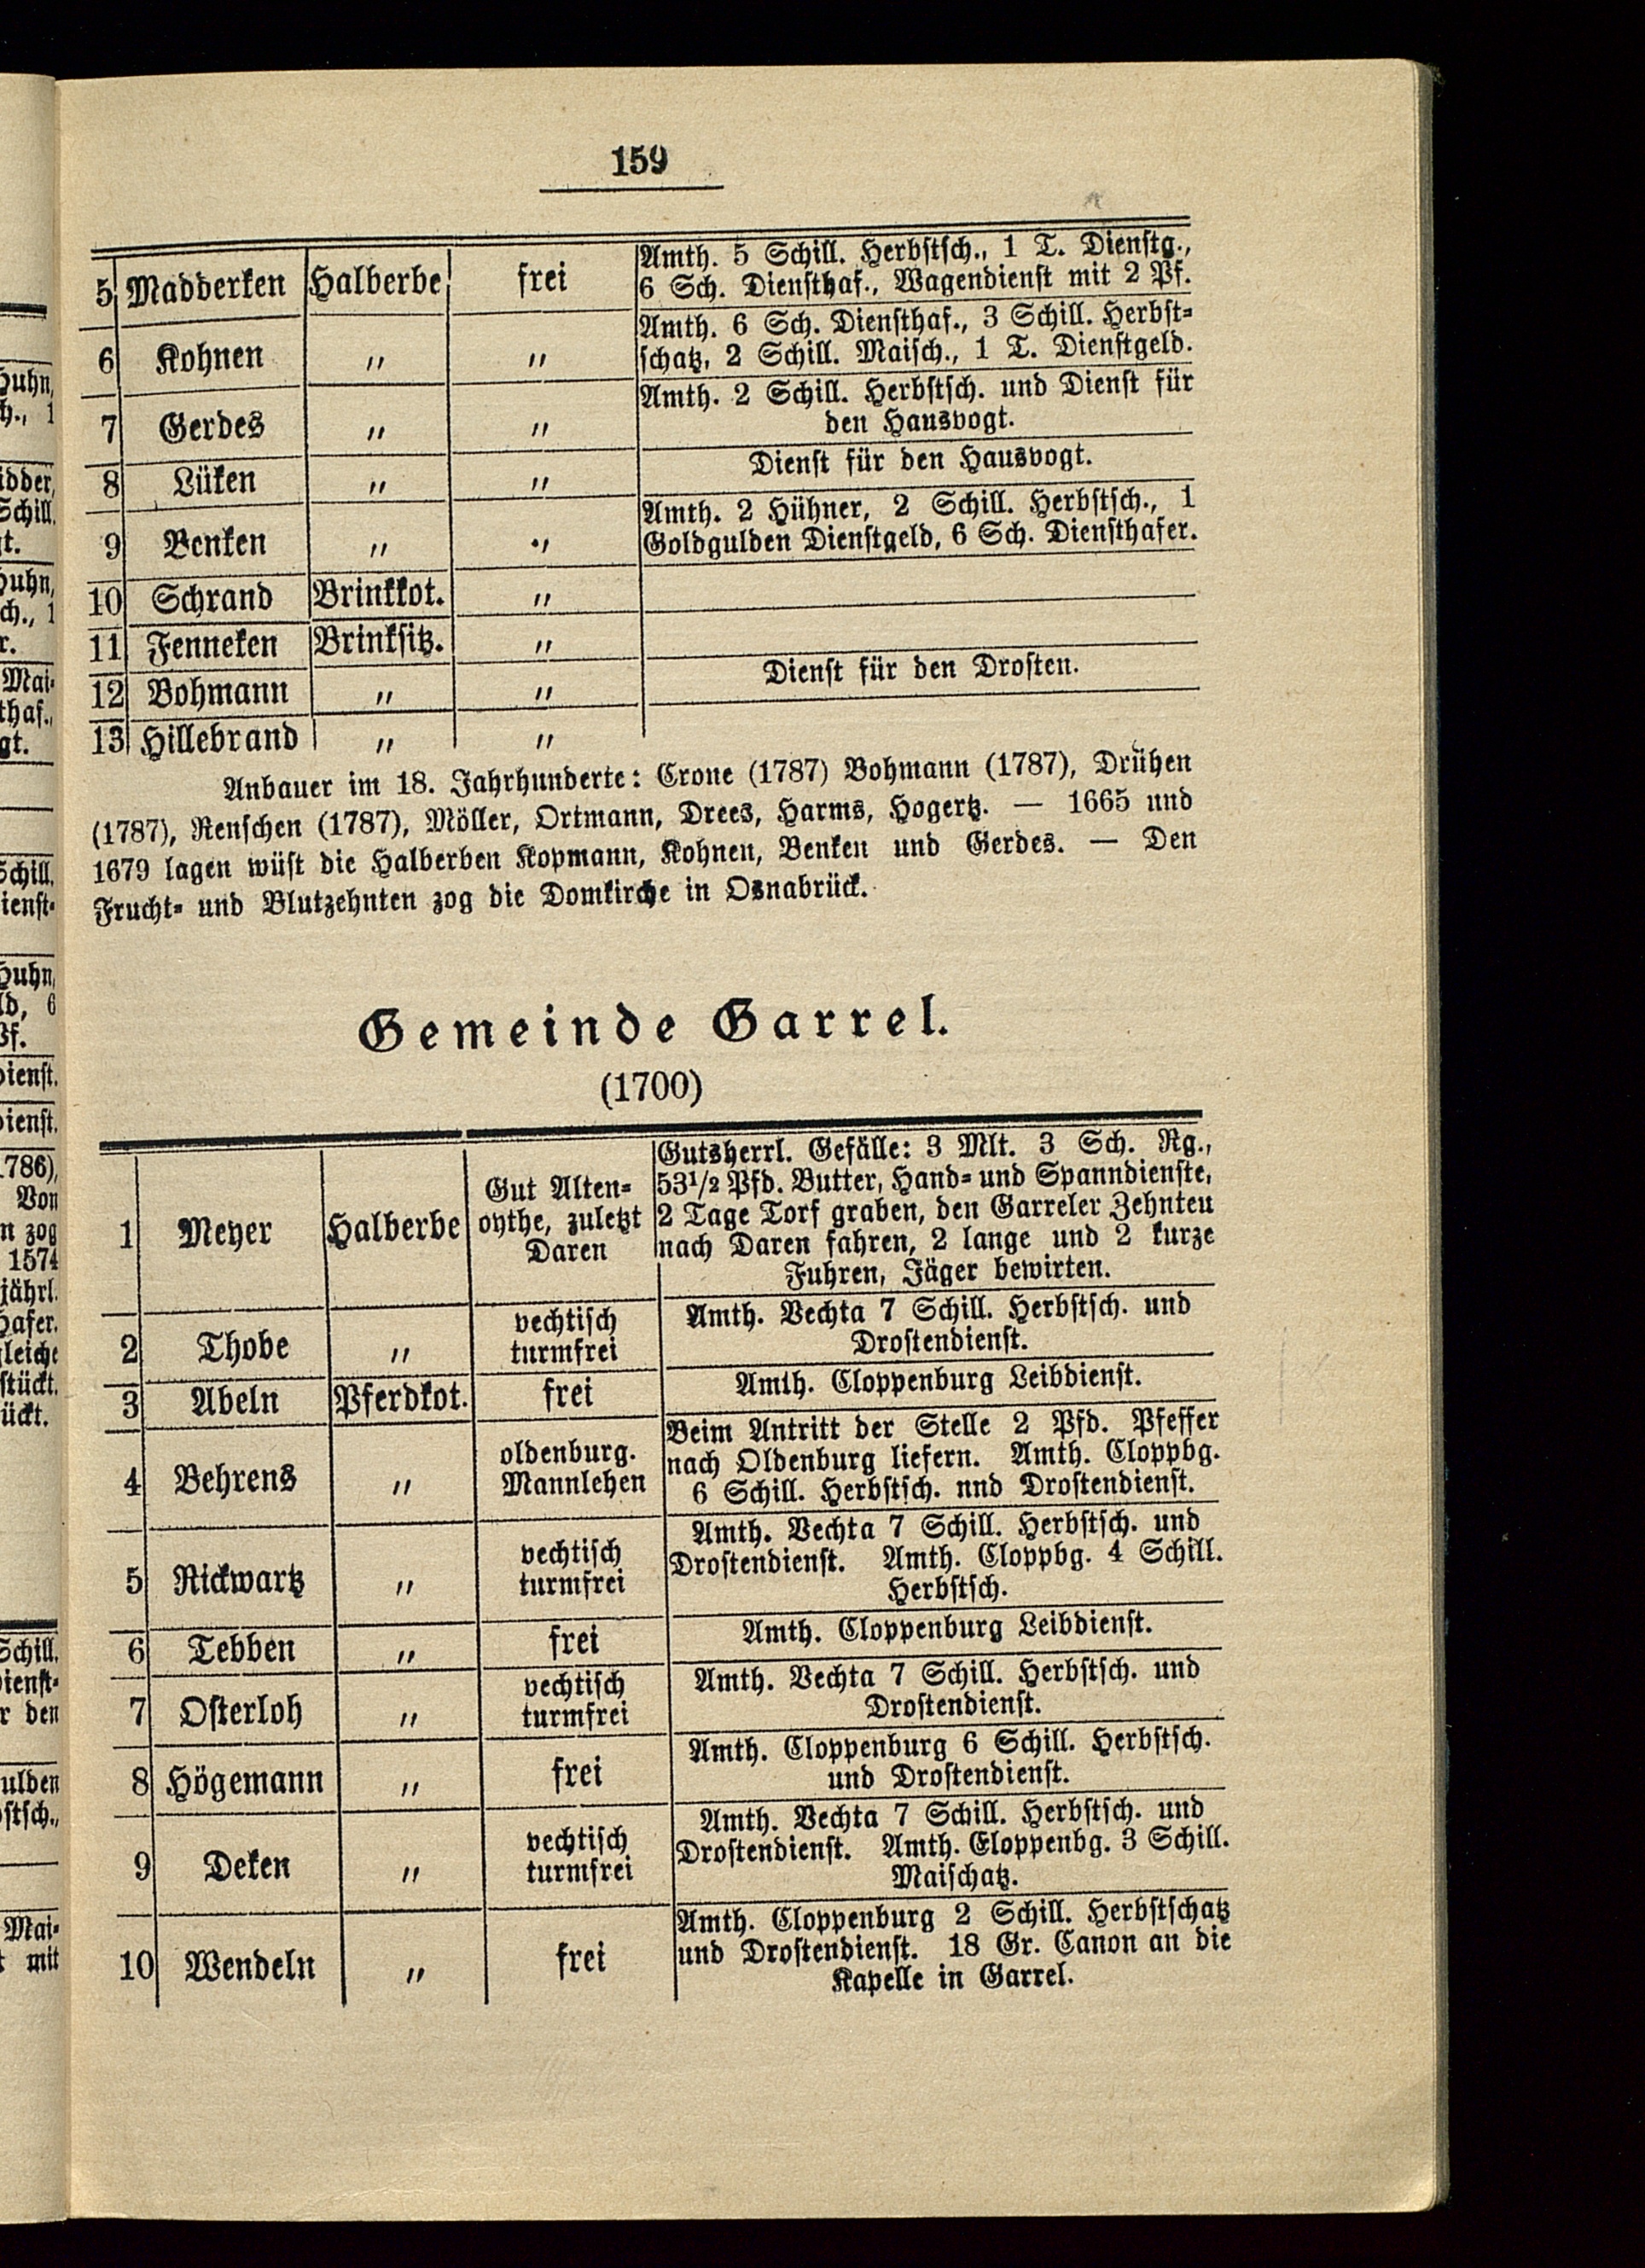 159
5 Madderken Halberbe frei Amth. 5 Schill. Herbstsch., 1 T. Dienstg.,
6 Sch. Diensthaf., Wagendienst mit 2 Pf.
6 Kohnen " " Amth. 6 Sch. Diensthaf., 3 Schill. Herbst-
schatz, 2 Schill. Maisch., 1 T. Dienstgeld.
7 Gerdes " " Amth. 2 Schill. Herbstsch. und Dienst für
den Hausvogt.
8 Lüken " " Dienst für den Hausvogt.
9 Benken " " Amth. 2 Hühner, 2 Schill. Herbstsch., 1
Goldgulden Dienstgeld, 6 Sch. Diensthafer.
10 Schrand Brinkkot. "
11 Fenneken Brinksitz. "
12 Bohmann " " Dienst für den Drosten.
13 Hillebrand " "
Anbauer im 18. Jahrhunderte: Crone (1787) Bohmann (1787), Drühen
(1787), Renschen (1787), Möller, Ortmann, Drees, Harms, Hogertz. — 1665 und
1679 lagen wüst die Halberben Kopmann, Kohnen, Benken und Gerdes. — Den
Frucht- und Blutzehnten zog die Domkirche in Osnabrück.
Gemeinde Garrel.
(1700)
1 Meyer Halberbe Gut Alten-
oythe, zuletzt
Daren
Gutsherrl. Gefälle: 3 Mlt. 3 Sch. Rg.,
53 1/2 Pfd. Butter, Hand- und Spanndienste,
2 Tage Torf graben, den Garreler Zehnteu
nach Daren fahren, 2 lange und 2 kurze
Fuhren, Jäger bewirten.
2 Thobe " vechtisch
turmfrei
Amth. Vechta 7 Schill. Herbstsch. und
Drostendienst.
3 Abeln Pferdkot. frei Amth. Cloppenburg Leibdienst.
4 Behrens " oldenburg.
Mannlehen
Beim Antritt der Stelle 2 Pfd. Pfeffer
nach Oldenburg liefern. Amth. Cloppbg.
6 Schill. Herbstsch. nnd Drostendienst.
5 Rickwartz " vechtisch
turmfrei
Amth. Vechta 7 Schill. Herbstsch. und
Drostendienst. Amth. Cloppbg. 4 Schill.
Herbstsch.
6 Tebben " frei Amth. Cloppenburg Leibdienst.
7 Osterloh " vechtisch
turmfrei
Amth. Vechta 7 Schill. Herbstsch. und
Drostendienst.
8 Högemann " frei Amth. Cloppenburg 6 Schill. Herbstsch.
und Drostendienst.
9 Deken " vechtisch
turmfrei
Amth. Vechta 7 Schill. Herbstsch. und
Drostendienst. Amth. Cloppenbg. 3 Schill.
Maischatz.
10 Wendeln " frei Amth. Cloppenburg 2 Schill. Herbstschatz
und Drostendienst. 18 Gr. Canon an die
Kapelle in Garrel.